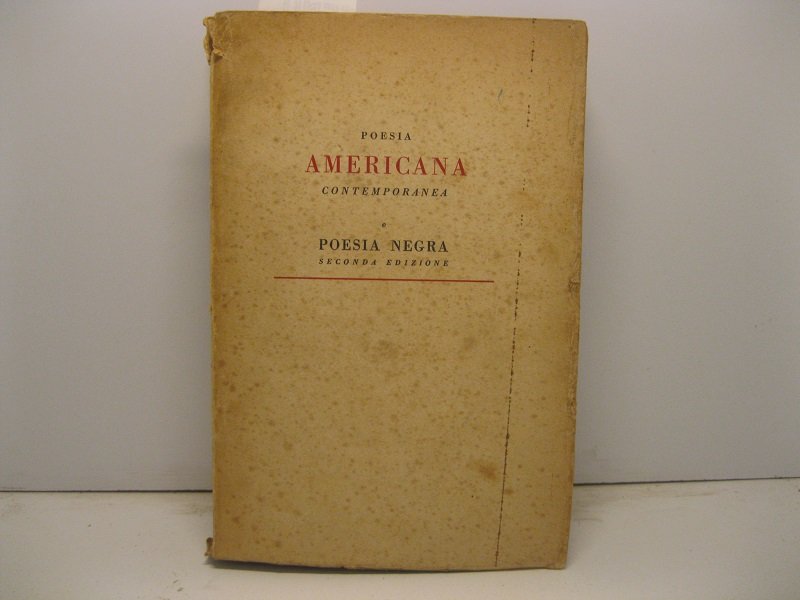 POESIA
AMERICANA
CONTEMPORANEA
e
POESIA NEGRA
SECONDA EDIZIONE